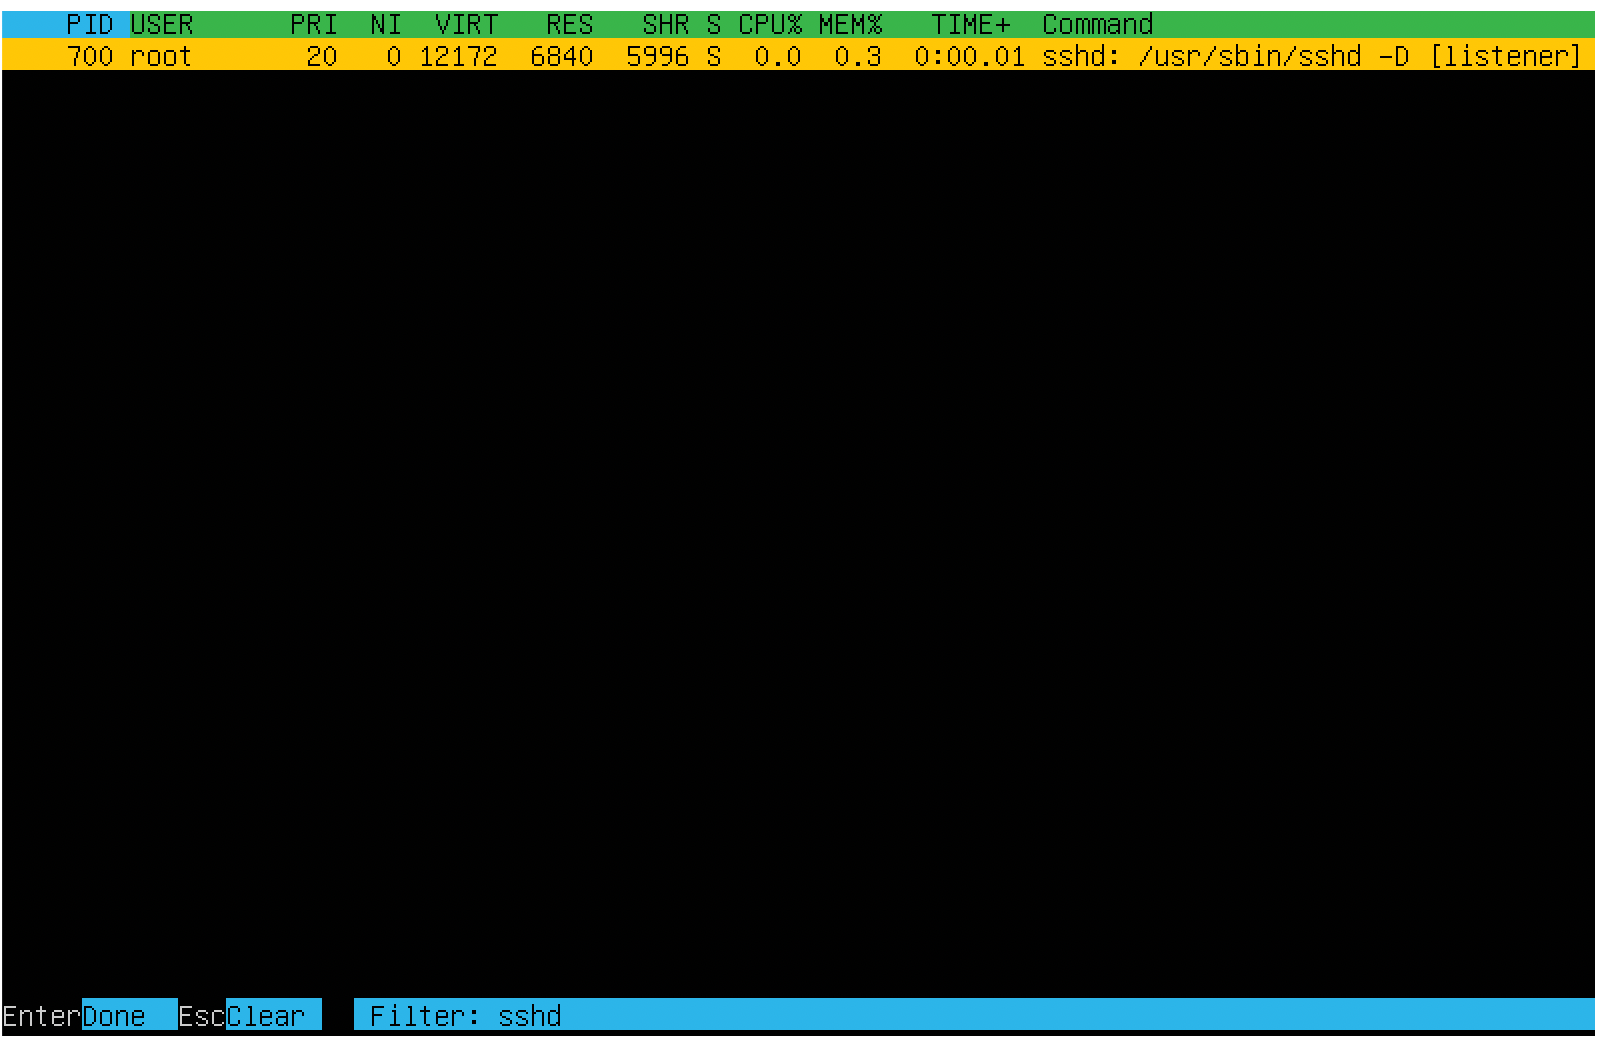 PID USER PRI NI VIRT RES SHR S CPU% MEM% TIME+ Command
700 root 20 0 12172 6840 5996 S 0.0 0.3 0:00.01 sshd: /usr/sbin/sshd -D [listener]
EnterDone EscClear Filter: sshd